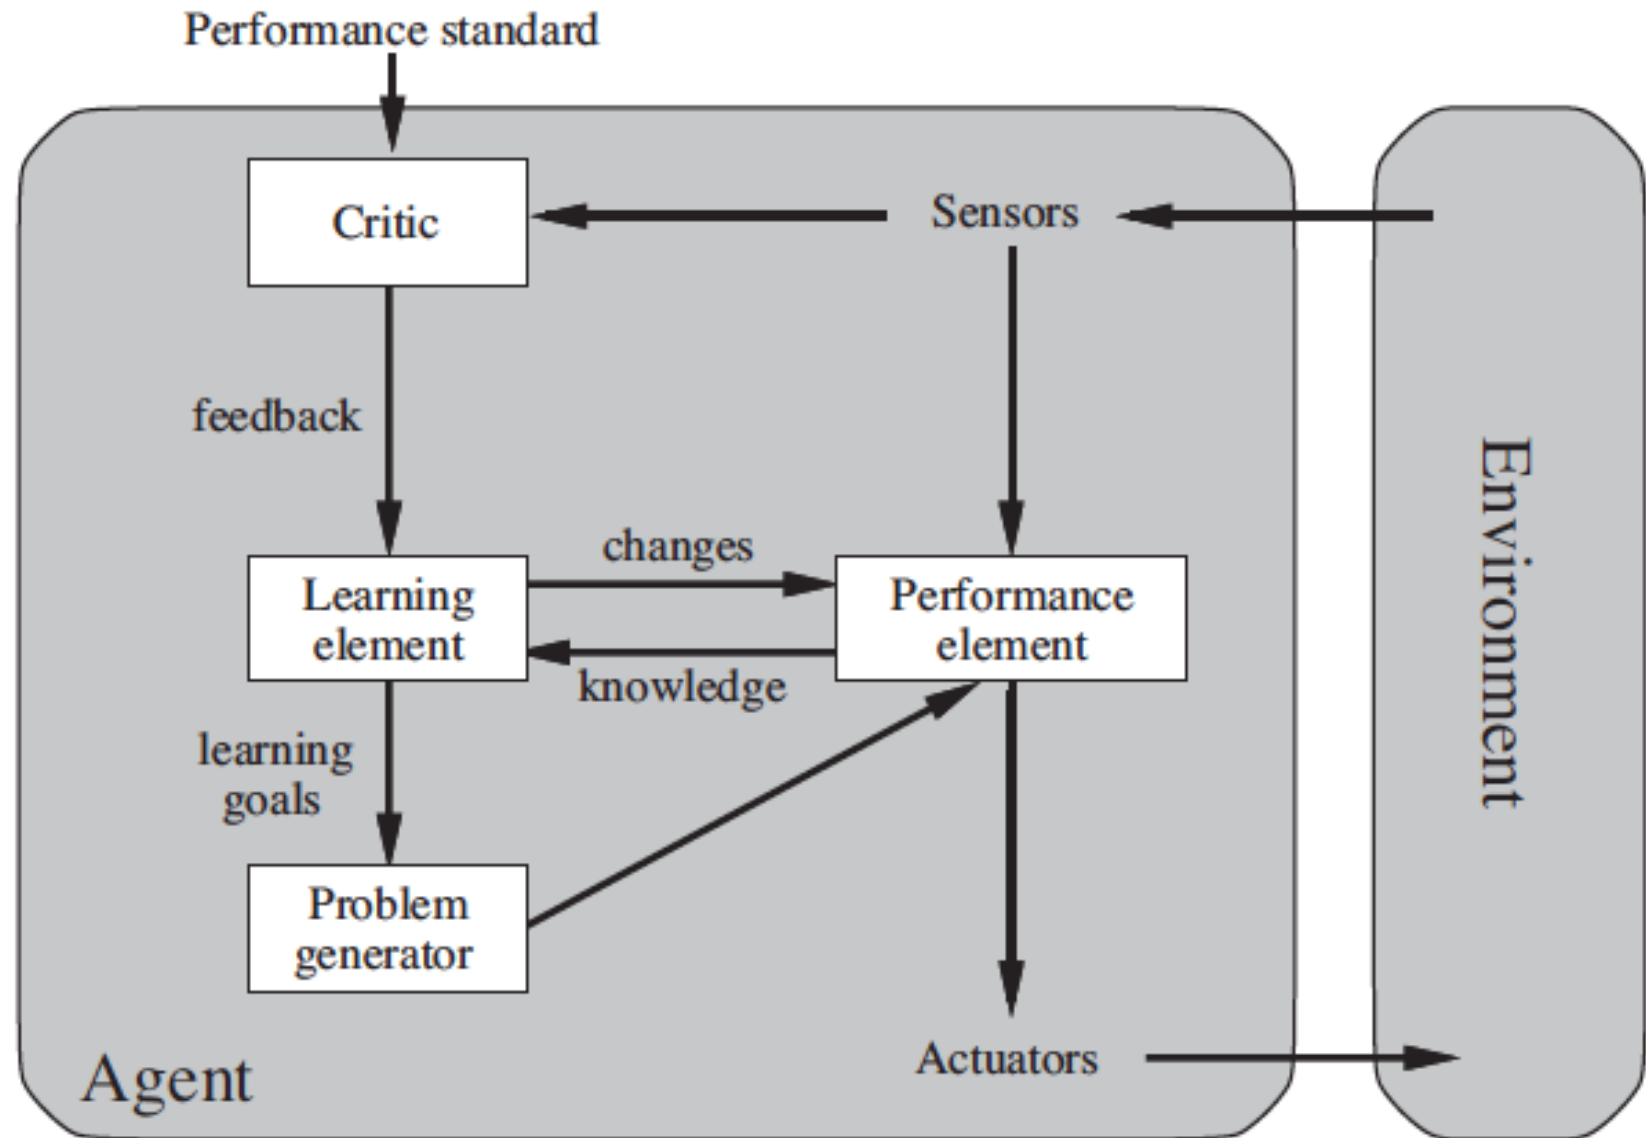 Performance standard
Critic
Sensors
feedback
changes
Learning
element
Performance
element
knowledge
learning
goals
Problem
generator
Agent
Actuators
Environment